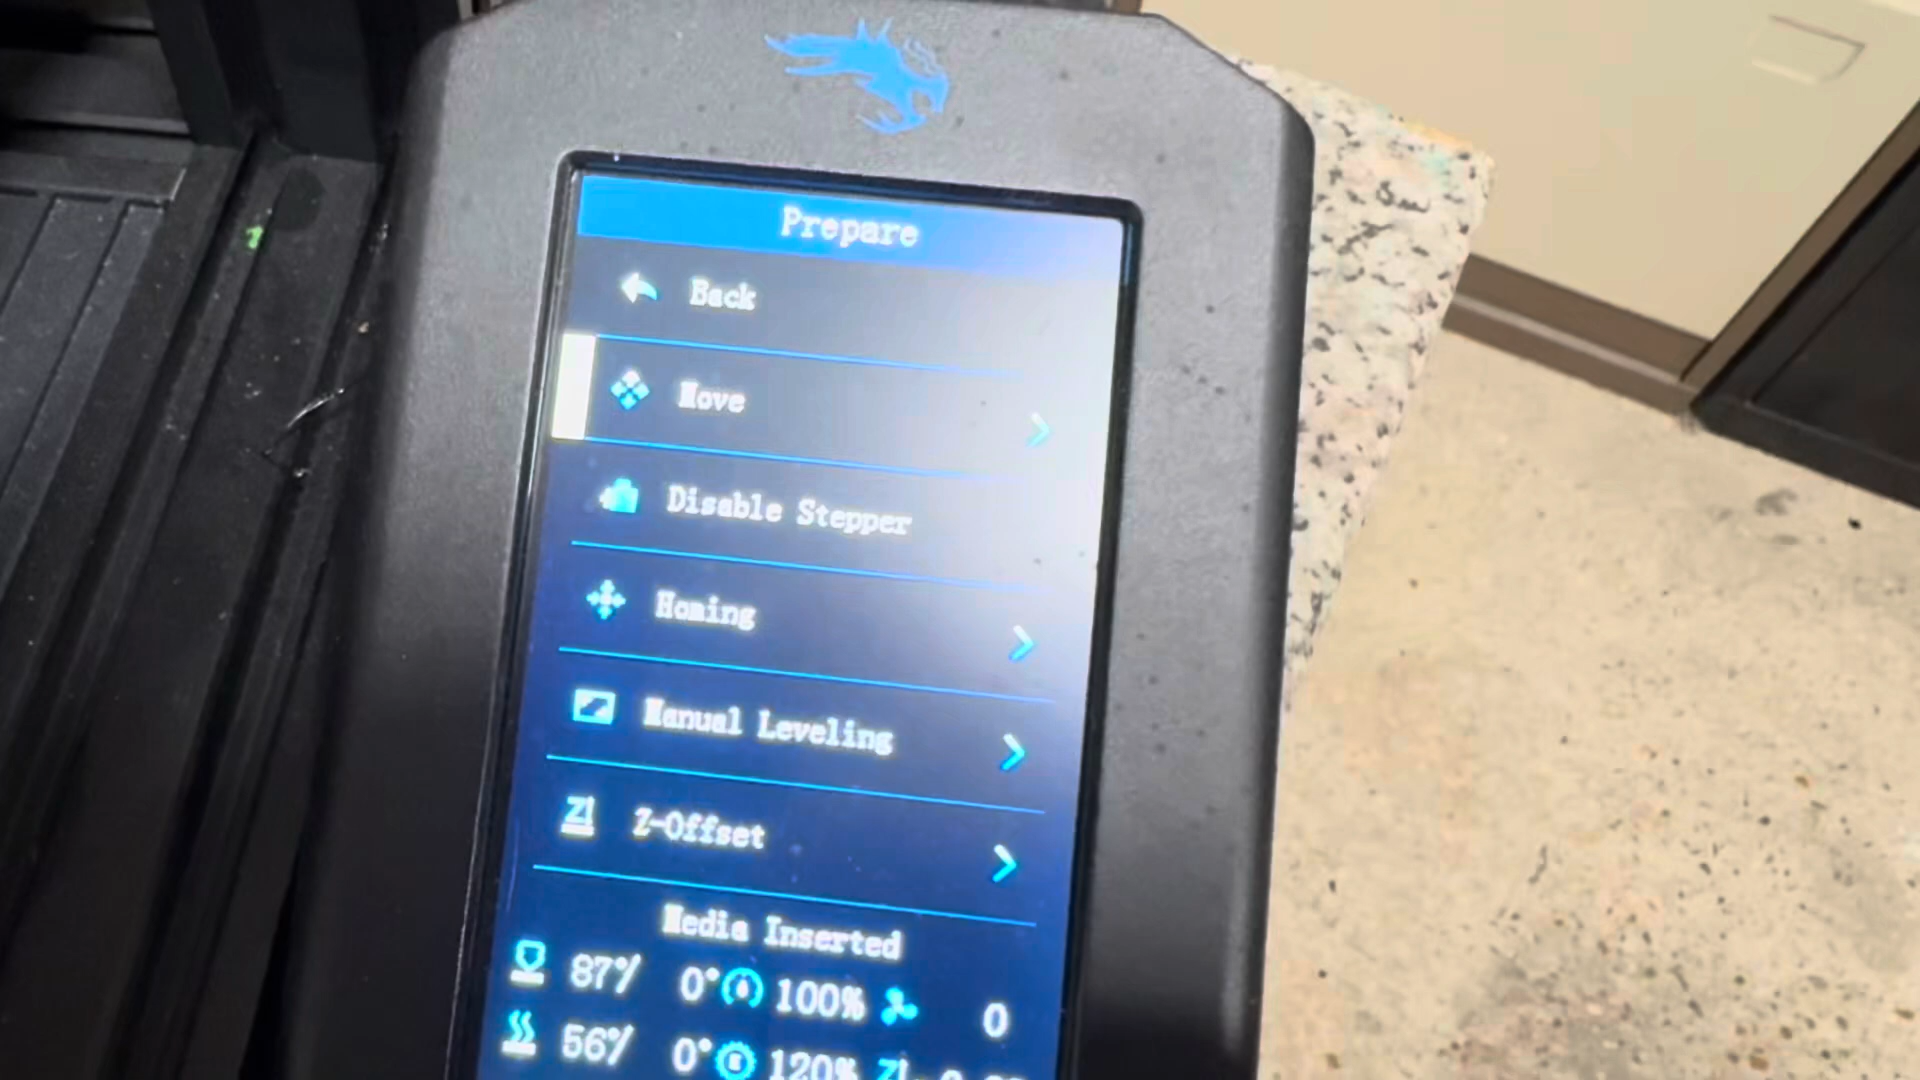 Prepare
Back
Move
Disable Stepper
Homing
Manual Leveling
Z-Offset
Media Inserted
87°/ 0° 100% 0
56°/ 0° 120%